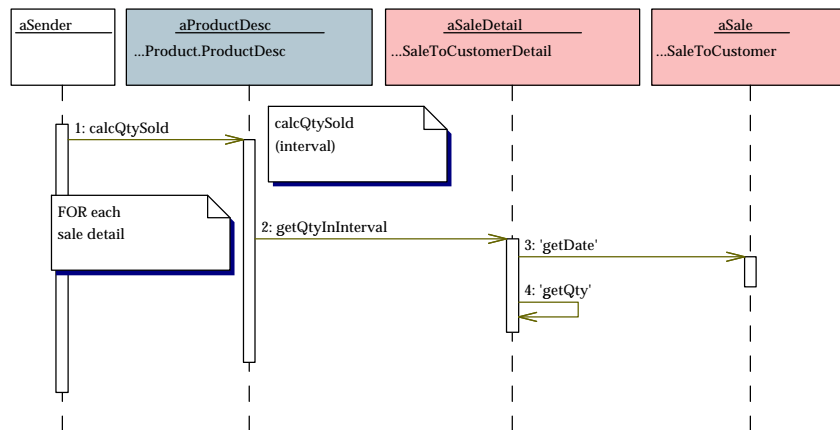 aSender
aProductDesc
...Product.ProductDesc
aSaleDetail
...SaleToCustomerDetail
aSale
...SaleToCustomer
1: calcQtySold
calcQtySold
(interval)
FOR each
sale detail
2: getQtyInInterval
3: 'getDate'
4: 'getQty'